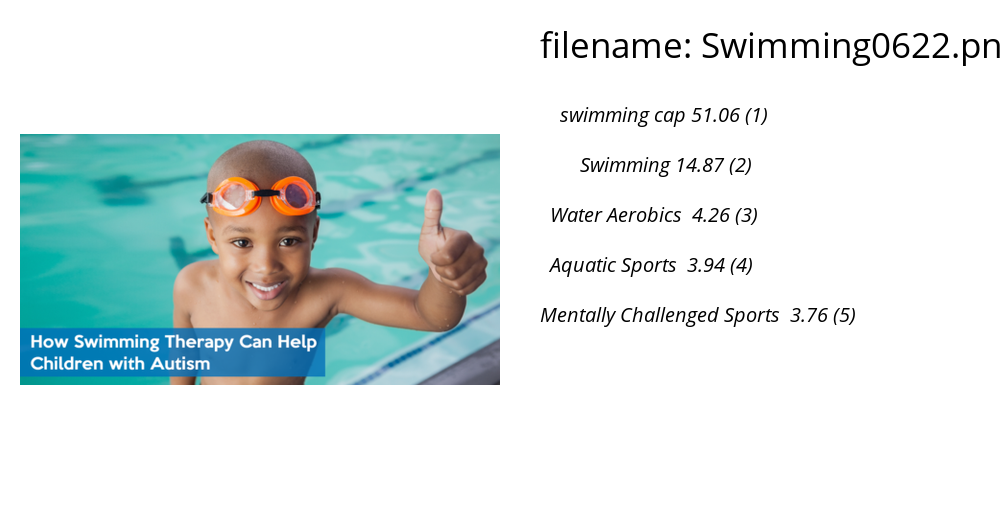 filename: Swimming0622.pn
swimming cap 51.06 (1)
Swimming 14.87 (2)
Water Aerobics 4.26 (3)
Aquatic Sports 3.94 (4)
Mentally Challenged Sports 3.76 (5)
How Swimming Therapy Can Help
Children with Autism